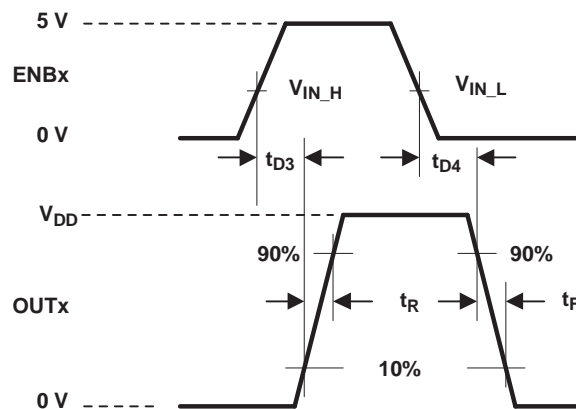 5 V
ENBx
V_IN_H
V_IN_L
0 V
t_D3
t_D4
V_DD
90%
90%
OUTx
t_R
t_F
10%
0 V